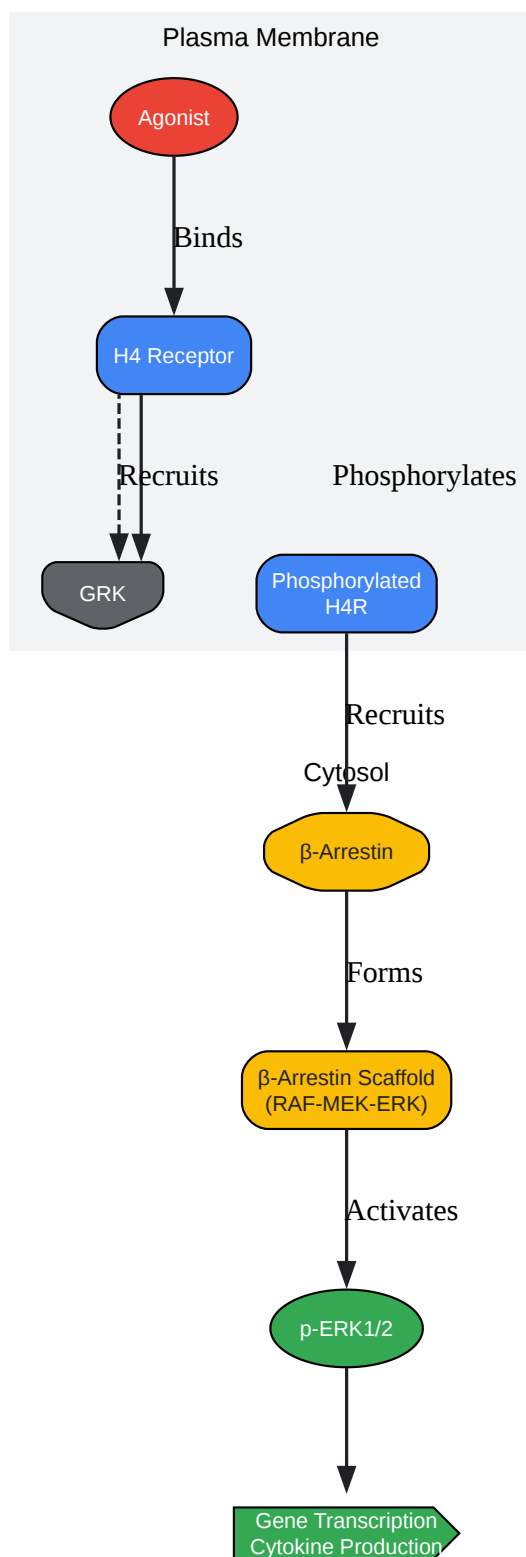 Plasma Membrane
Agonist
Binds
H4 Receptor
Recruits
Phosphorylates
GRK
Phosphorylated
H4R
Recruits
Cytosol
β-Arrestin
Forms
β-Arrestin Scaffold
(RAF-MEK-ERK)
Activates
p-ERK1/2
Gene Transcription
Cytokine Production